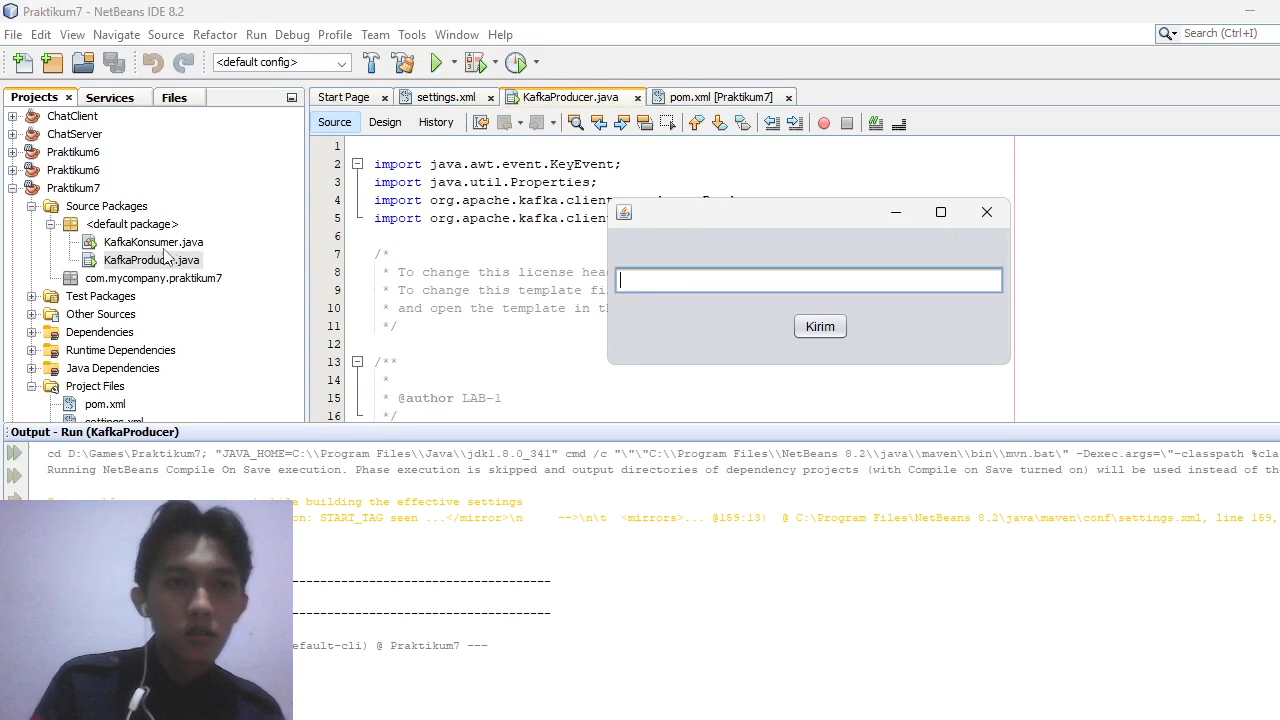 Praktikum7 - NetBeans IDE 8.2
File Edit View Navigate Source Refactor Run Debug Profile Team Tools Window Help
Search (Ctrl+I)
<default config>
Projects
Services
Files
ChatClient
ChatServer
Praktikum6
Praktikum6
Praktikum7
Source Packages
<default package>
KafkaKonsumer.java
KafkaProducer.java
com.mycompany.praktikum7
Test Packages
Other Sources
Dependencies
Runtime Dependencies
Java Dependencies
Project Files
pom.xml
settings.xml
Start Page
settings.xml
KafkaProducer.java
pom.xml [Praktikum7]
Source Design History
1
2 import java.awt.event.KeyEvent;
3 import java.util.Properties;
4 import org.apache.kafka.clien
5 import org.apache.kafka.client
6
7 /*
8 * To change this license hea
9 * To change this template fi
10 * and open the template in th
11 */
12
13 /**
14 *
15 * @author LAB-1
16 */
Kirim
Output - Run (KafkaProducer)
cd D:\Games\Praktikum7; "JAVA_HOME=C:\\Program Files\\Java\\jdk1.8.0_341" cmd /c "\"\"C:\\Program Files\\NetBeans 8.2\\java\\maven\\bin\\mvn.bat\" -Dexec.args=\"-classpath %cla
Running NetBeans Compile On Save execution. Phase execution is skipped and output directories of dependency projects (with Compile on Save turned on) will be used instead of th
while building the effective settings
on: START_TAG seen ...</mirror>\n     -->\n\t  <mirrors>... @159:13)  @ C:\Program Files\NetBeans 8.2\java\maven\conf\settings.xml, line 159,
------------------------------------
------------------------------------
efault-cli) @ Praktikum7 ---